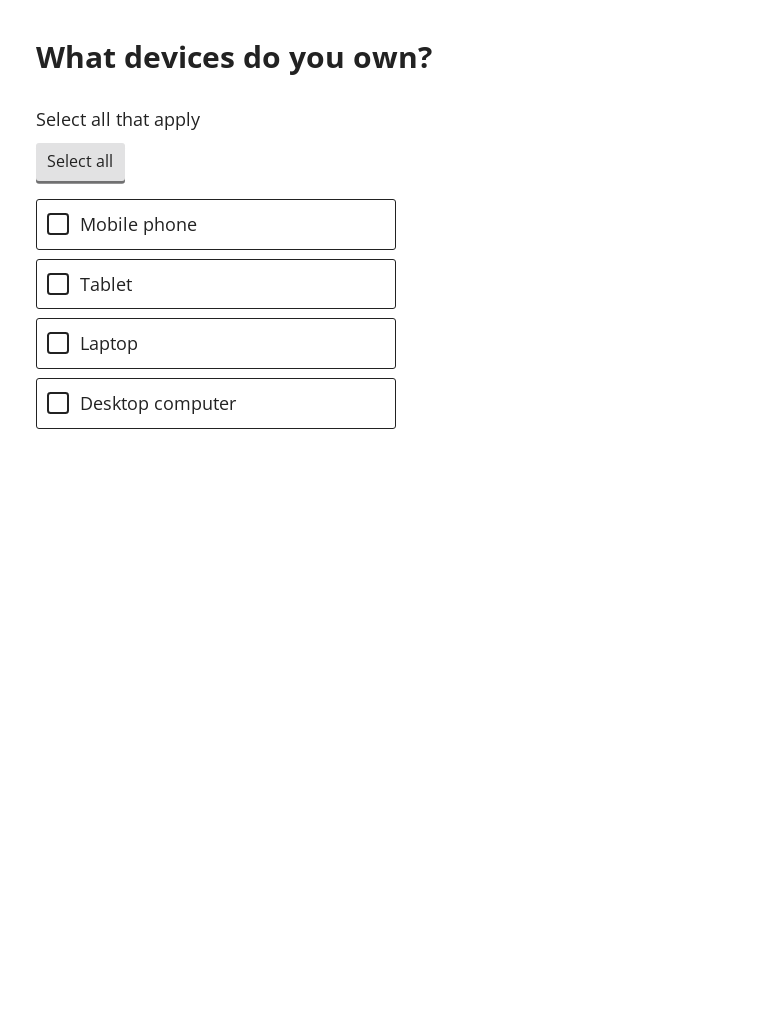 What devices do you own?
Select all that apply
Select all
Mobile phone
Tablet
Laptop
Desktop computer